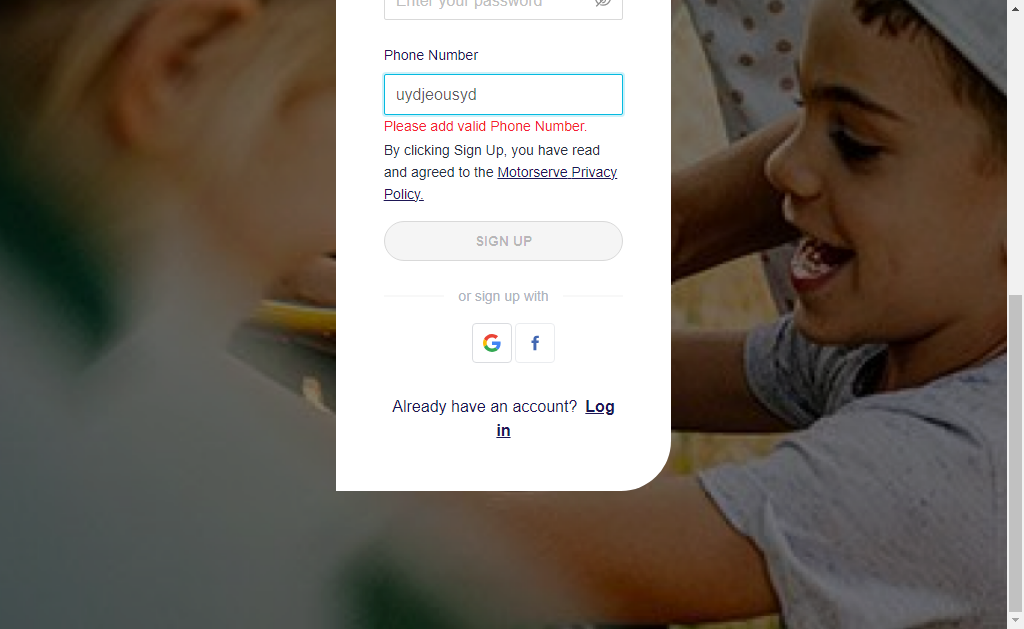 Enter your password
Phone Number
uydjeousyd
Please add valid Phone Number.
By clicking Sign Up, you have read
and agreed to the Motorserve Privacy
Policy.
SIGN UP
or sign up with
Already have an account? Log
in